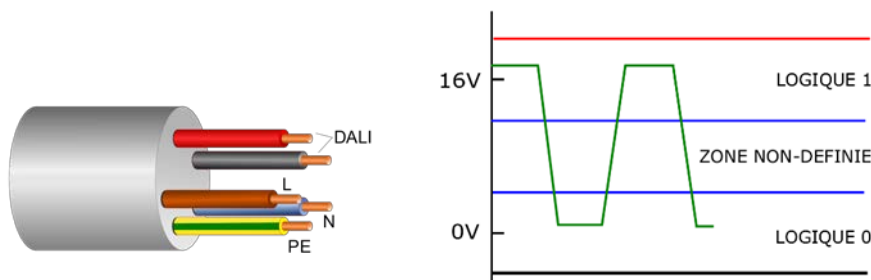 DALI
L
N
PE
16V
LOGIQUE 1
ZONE NON-DEFINIE
0V
LOGIQUE 0